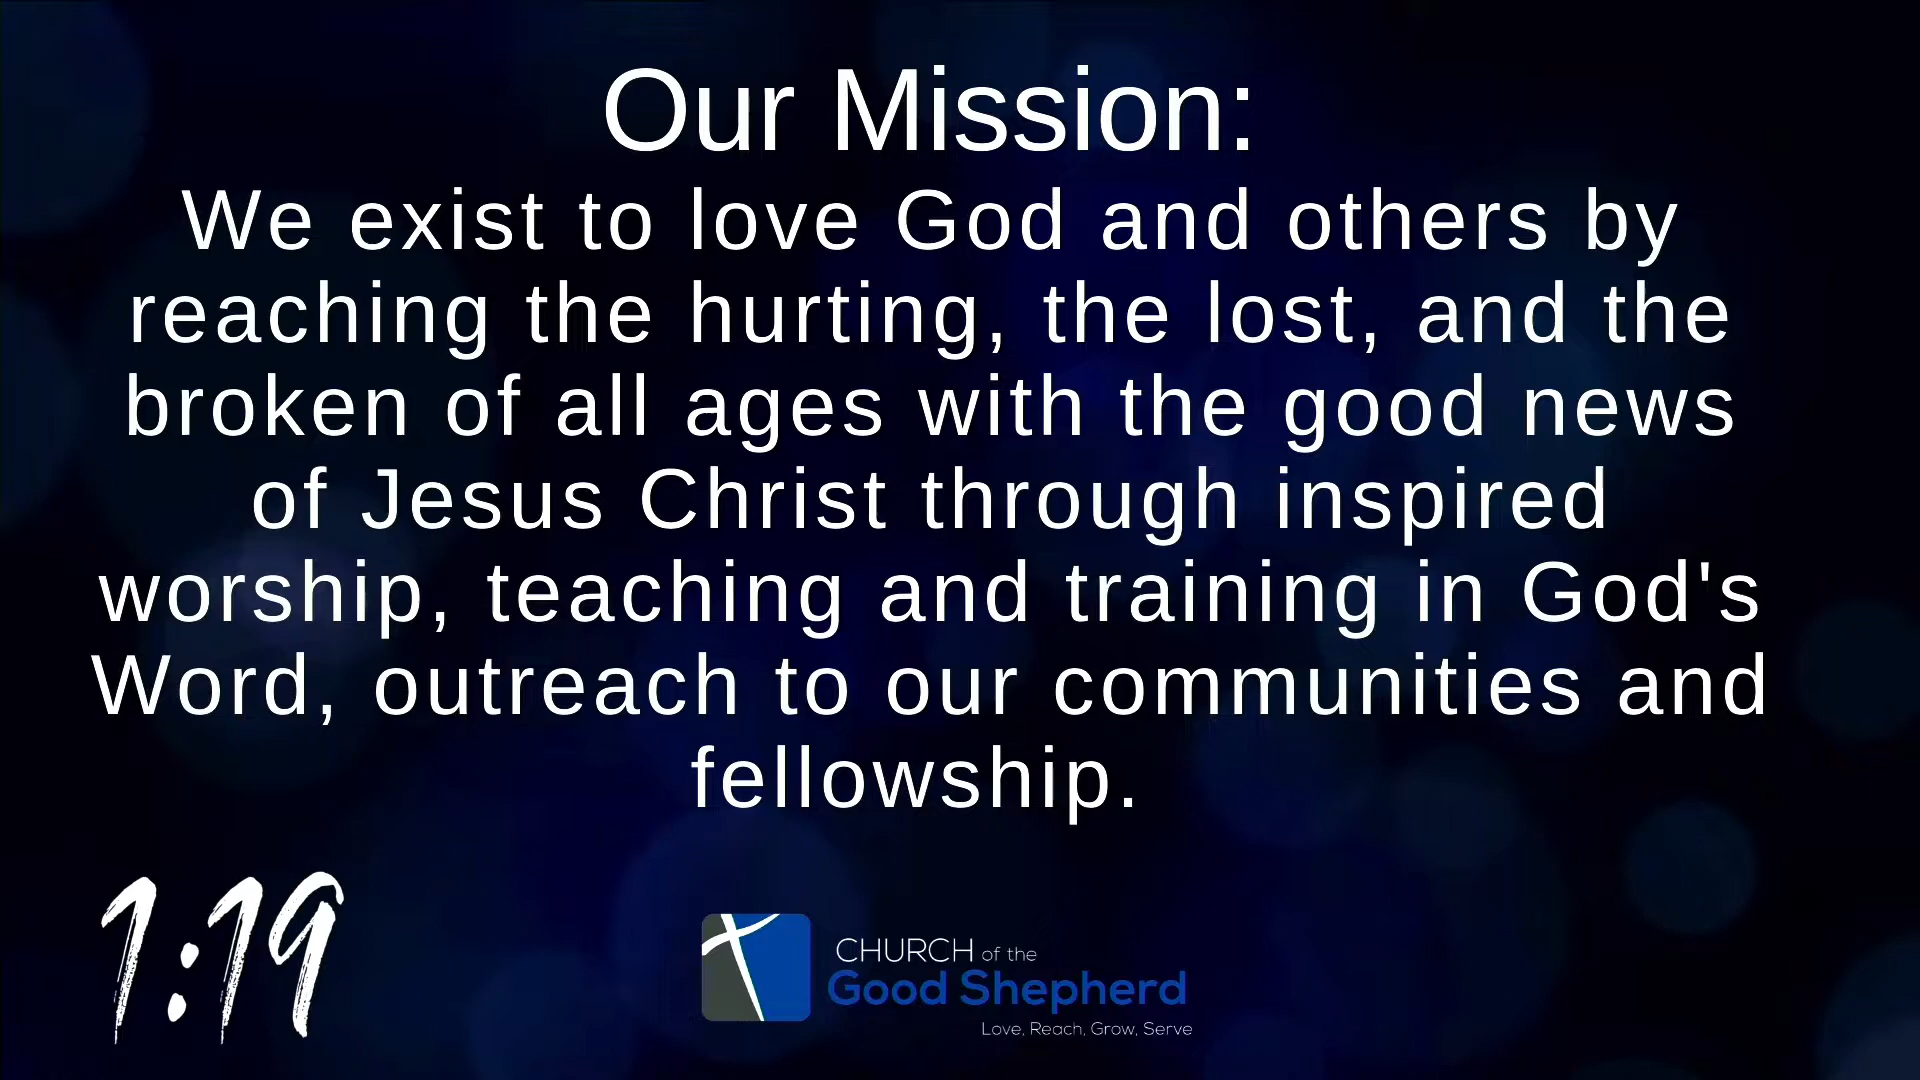 Our Mission:
We exist to love God and others by
reaching the hurting, the lost, and the
broken of all ages with the good news
of Jesus Christ through inspired
worship, teaching and training in God's
Word, outreach to our communities and
fellowship.
1:19
CHURCH of the
Good Shepherd
Love, Reach, Grow, Serve